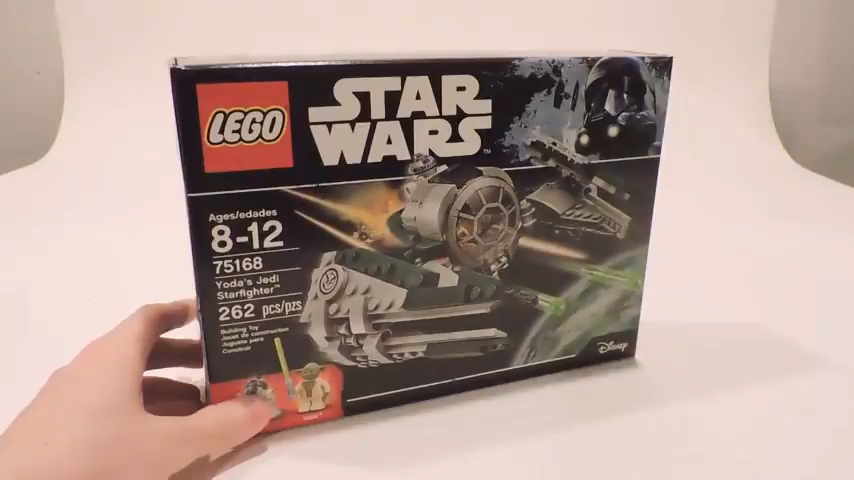 LEGO
STAR
WARS™
Ages/edades
8-12
75168
Yoda's Jedi
Starfighter™
262 pcs/pzs
Building Toy
Jouet de construction
Juguete para
Construir
Disney